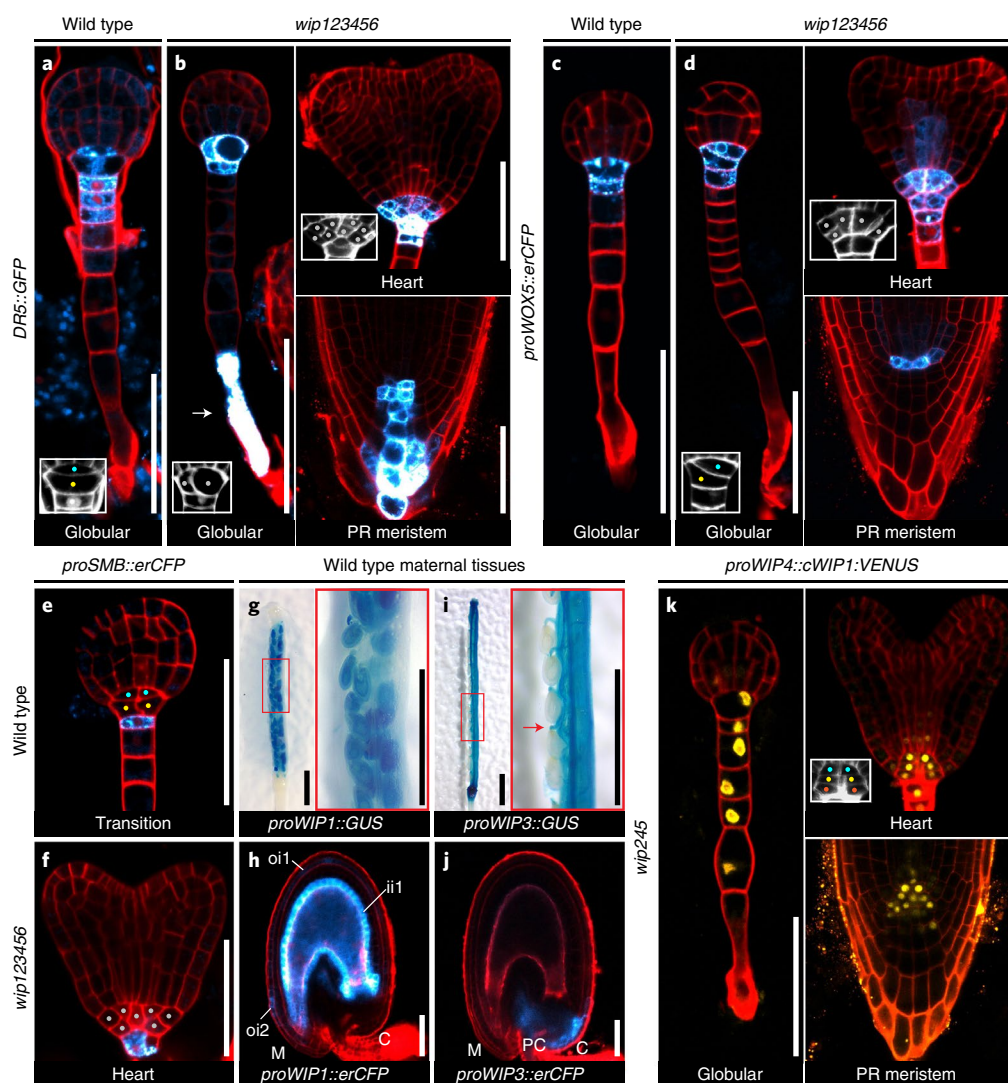 Wild type
wip123456
Wild type
wip123456
a
b
c
d
DR5::GFP
proWOX5::erCFP
Heart
Heart
Globular
Globular
PR meristem
Globular
Globular
PR meristem
proSMB::erCFP
Wild type maternal tissues
proWIP4::cWIP1:VENUS
e
g
i
k
Wild type
Transition
proWIP1::GUS
proWIP3::GUS
Heart
wip245
f
h
j
oi1
ii1
wip123456
oi2
M
C
M
PC
C
Heart
proWIP1::erCFP
proWIP3::erCFP
Globular
PR meristem